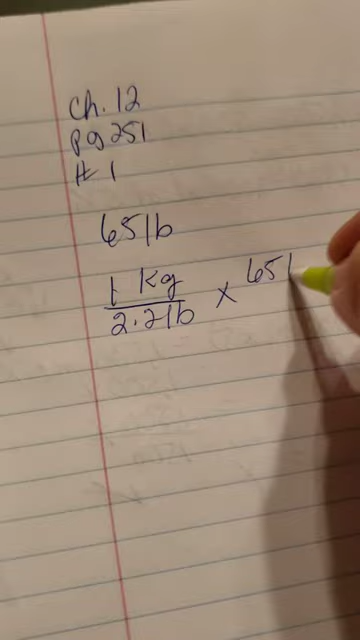 Ch. 12
pg 251
# 1
65 lb
1 Kg
2.2 lb × 65 l